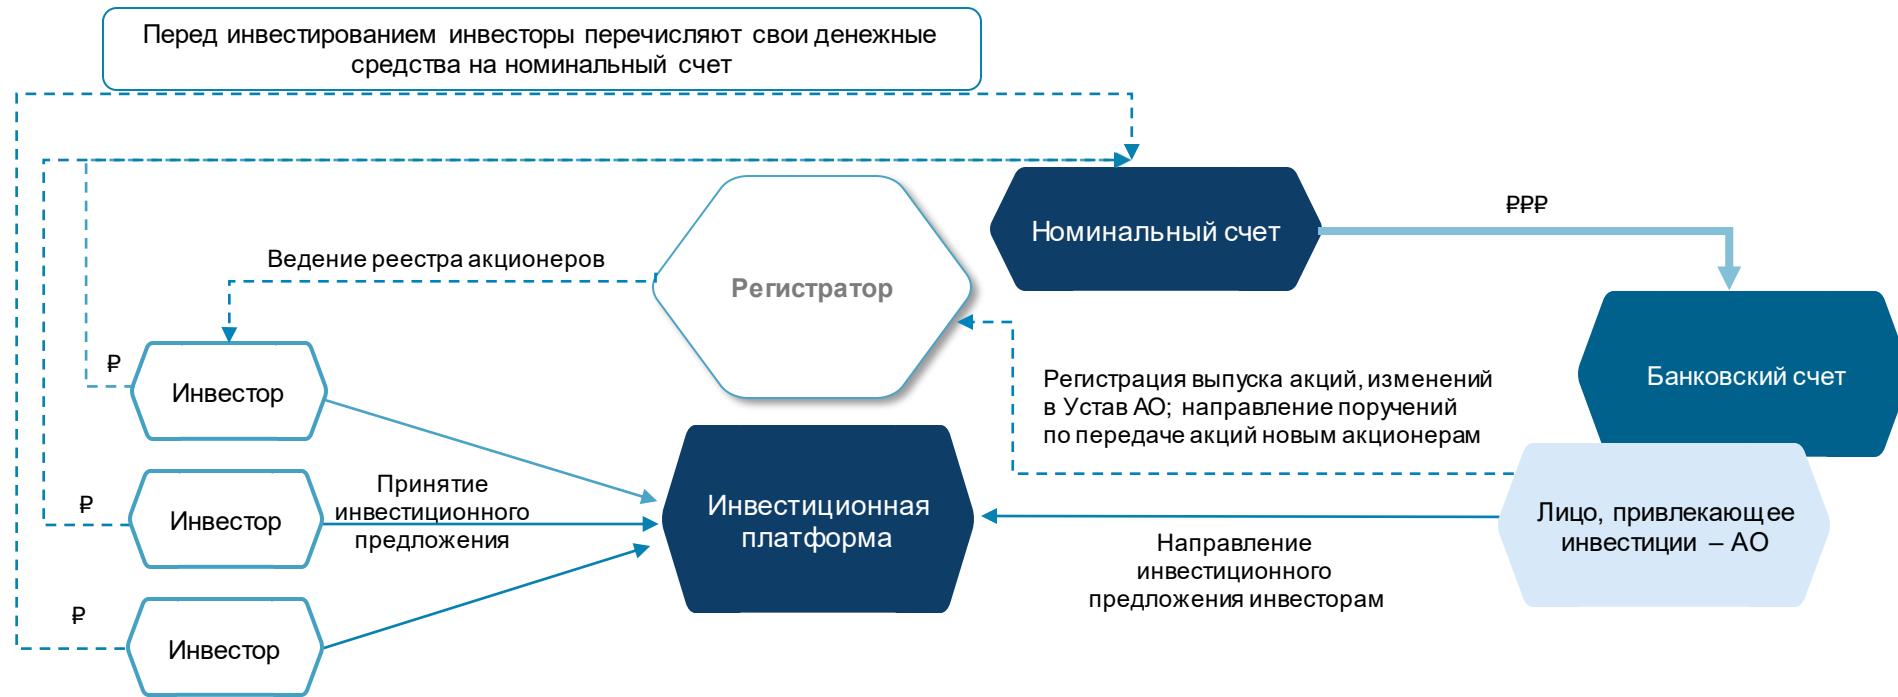 Перед инвестированием инвесторы перечисляют свои денежные
средства на номинальный счет
₽₽₽
Номинальный счет
Ведение реестра акционеров
Регистратор
₽
Инвестор
Регистрация выпуска акций, изменений
в Устав АО; направление поручений
по передаче акций новым акционерам
Банковский счет
₽
Инвестор
Принятие
инвестиционного
предложения
Инвестиционная
платформа
Лицо, привлекающее
инвестиции – АО
Направление
инвестиционного
предложения инвесторам
₽
Инвестор